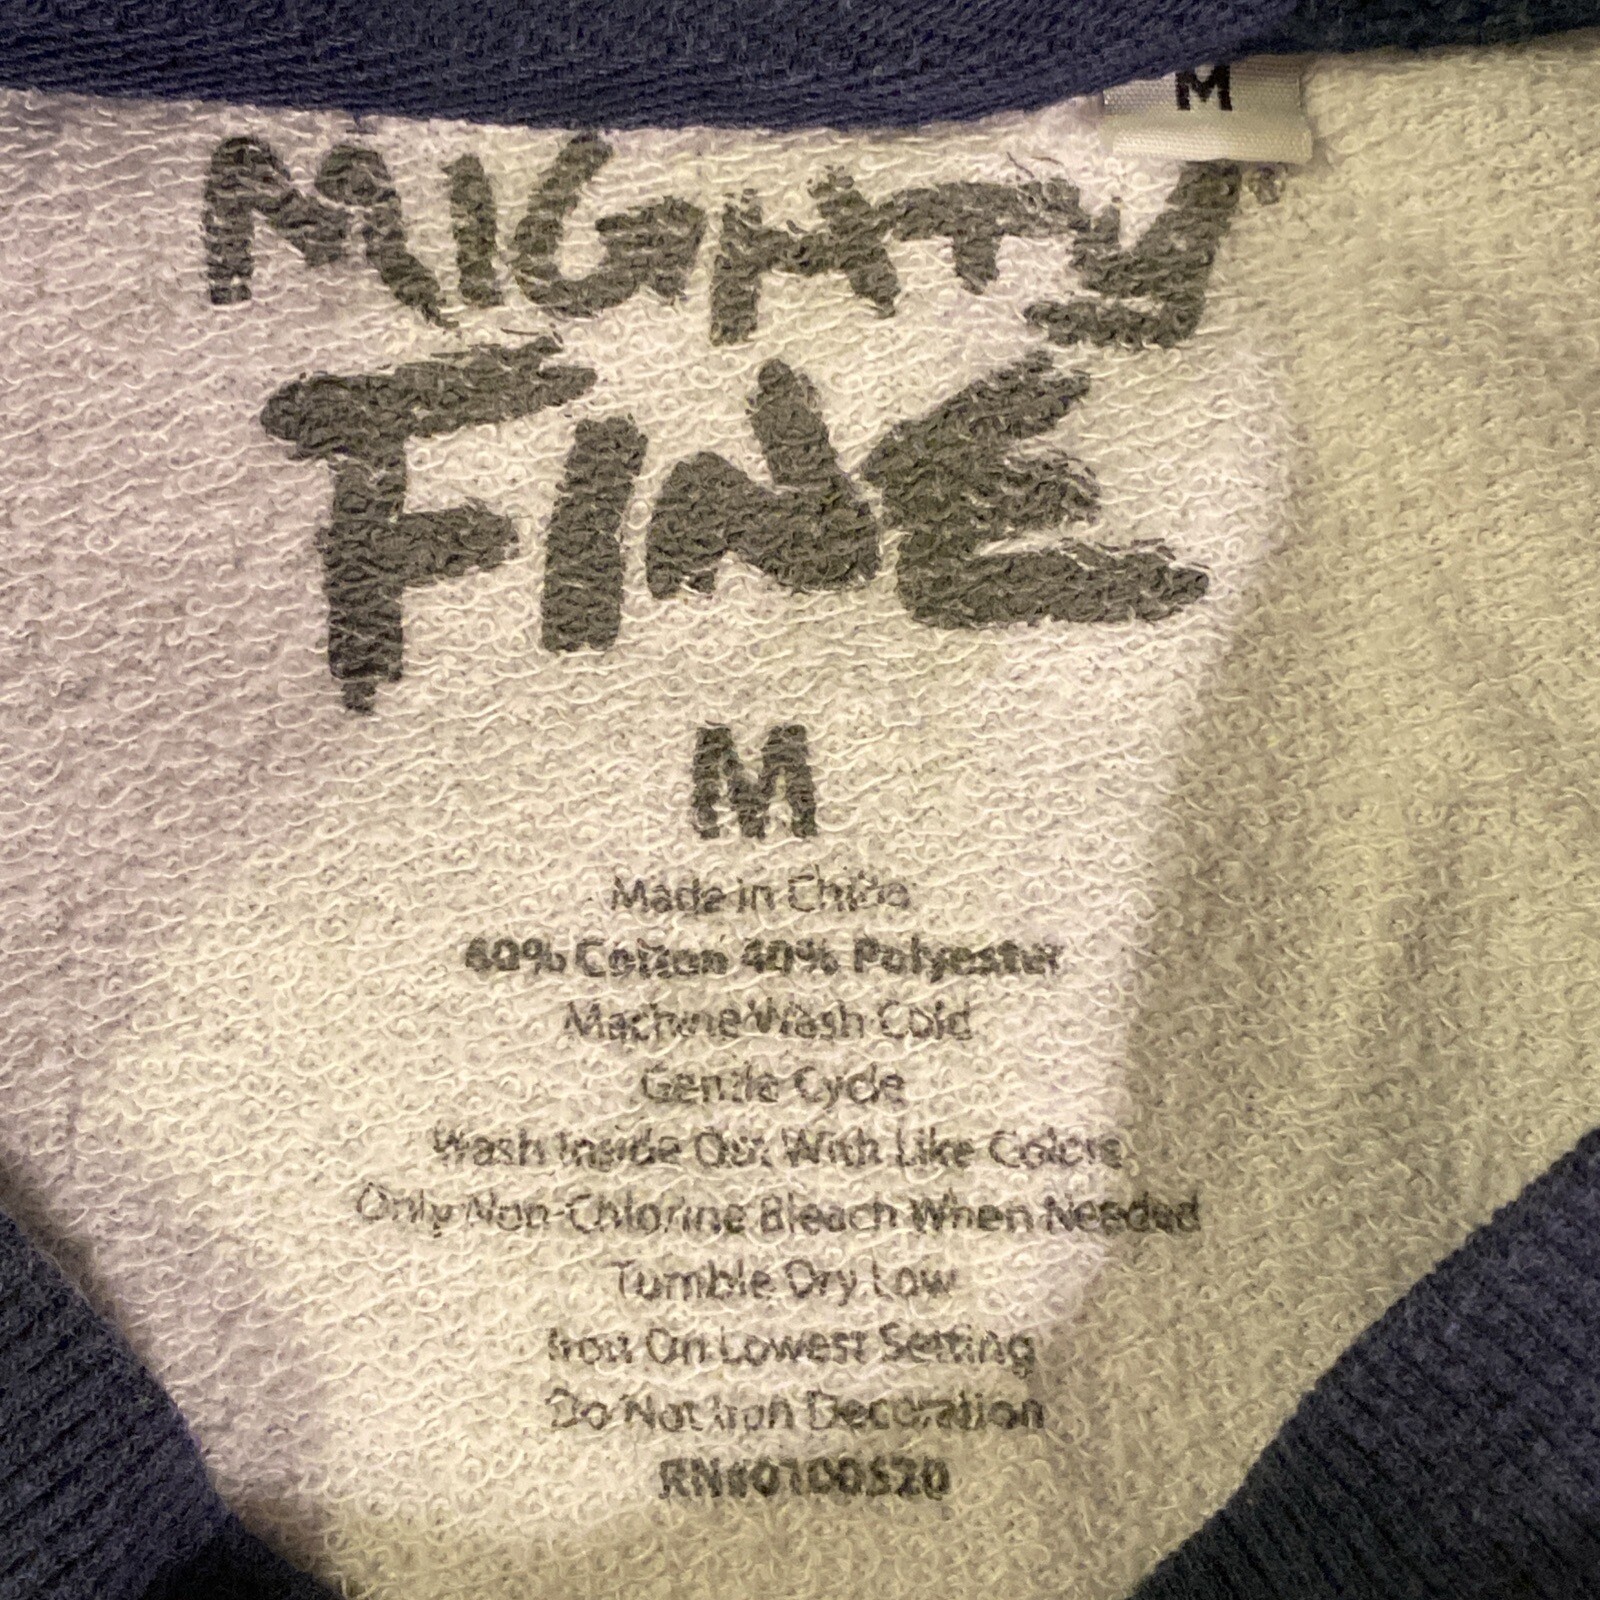 M
MIGHTY
FINE
M
Made in China
60% Cotton 40% Polyester
Machine Wash Cold
Gentle Cycle
Wash Inside Out With Like Colors
Only Non-Chlorine Bleach When Needed
Tumble Dry Low
Iron On Lowest Setting
Do Not Iron Decoration
RN#0100520